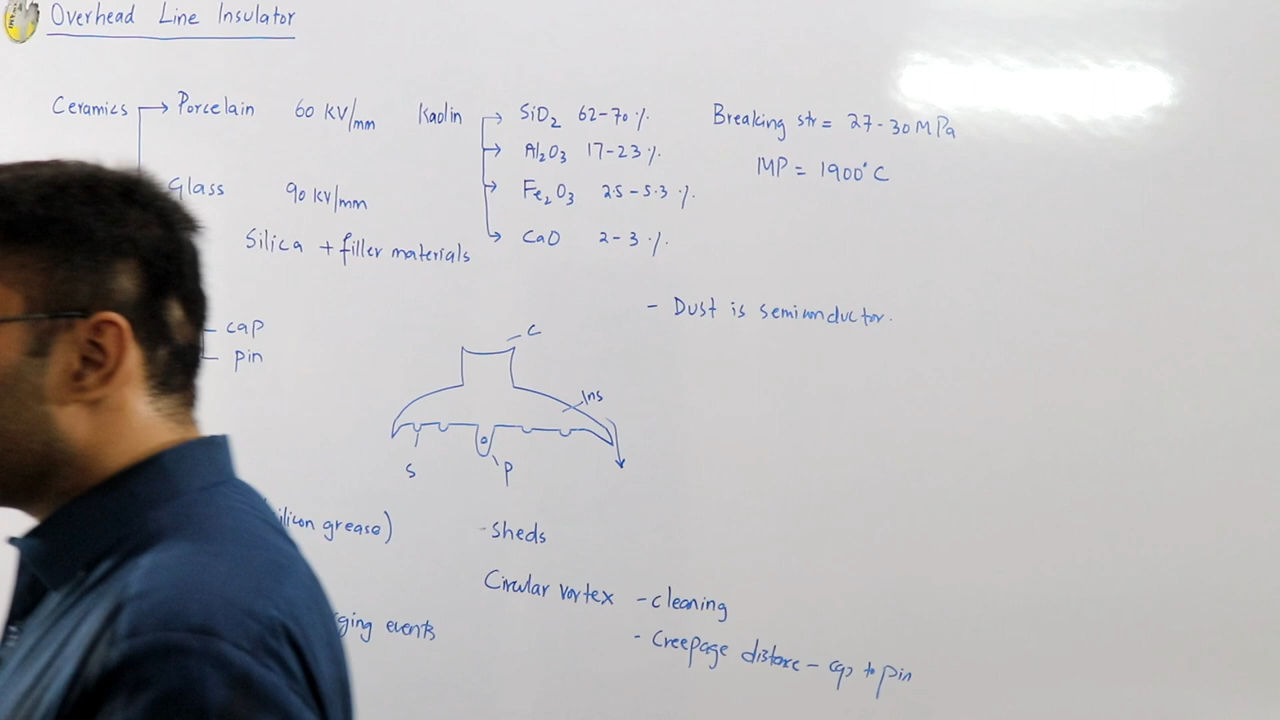 Overhead Line Insulator
Ceramics → Porcelain 60 KV/mm Kaolin → SiO2 62-70 %. Breaking str = 27-30 MPa
→ Al2O3 17-23 %. MP = 1900°C
Glass 90 KV/mm → Fe2O3 2.5-5.3 %.
Silica + filler materials → CaO 2-3 %.
- Dust is semiconductor.
cap
pin
C
Ins
S
P
ilicon grease)
- Sheds
Circular vortex - cleaning
ging events
- Creepage distance - cap to pin